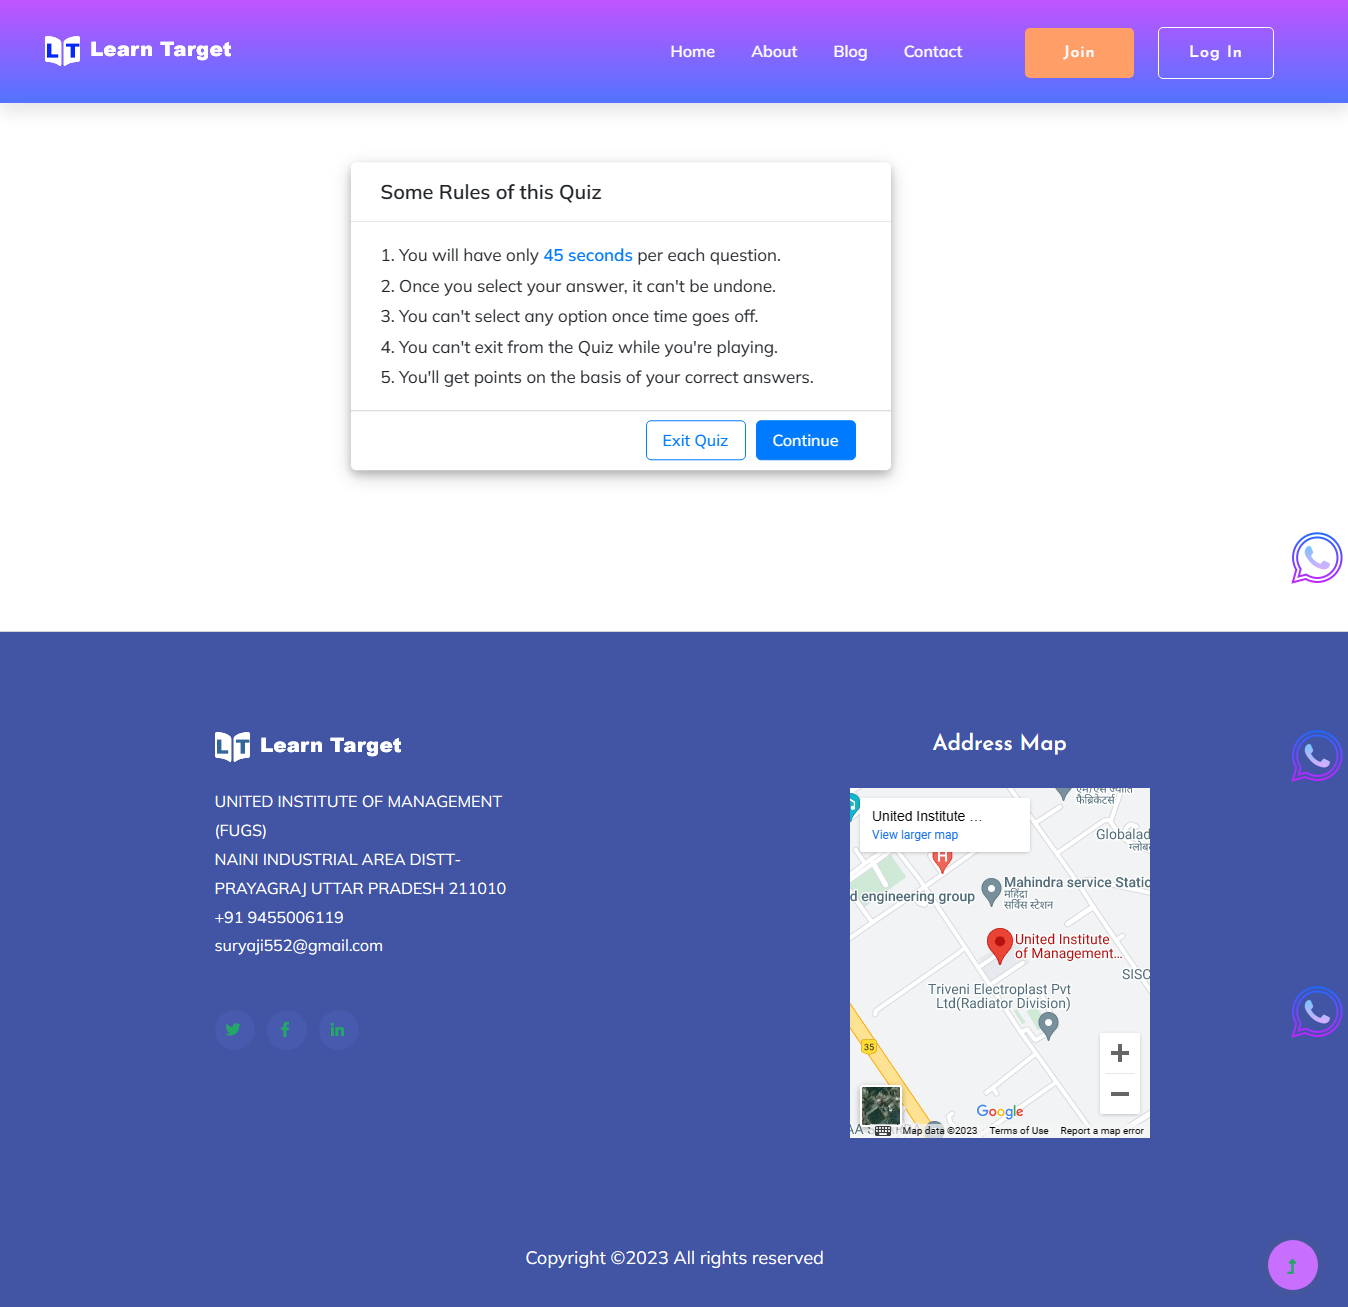 LT Learn Target
Home About Blog Contact Join Log In
Some Rules of this Quiz
1. You will have only 45 seconds per each question.
2. Once you select your answer, it can't be undone.
3. You can't select any option once time goes off.
4. You can't exit from the Quiz while you're playing.
5. You'll get points on the basis of your correct answers.
Exit Quiz Continue
LT Learn Target
UNITED INSTITUTE OF MANAGEMENT
(FUGS)
NAINI INDUSTRIAL AREA DISTT-
PRAYAGRAJ UTTAR PRADESH 211010
+91 9455006119
suryaji552@gmail.com
Address Map
United Institute ...
View larger map
फैब्रिकेटर्स
Globalad
ग्लोब
H
d engineering group
Mahindra service Statio
महिंद्रा
सर्विस स्टेशन
United Institute
of Management...
SISC
Triveni Electroplast Pvt
Ltd(Radiator Division)
35
Google
Map data ©2023 Terms of Use Report a map error
Copyright ©2023 All rights reserved